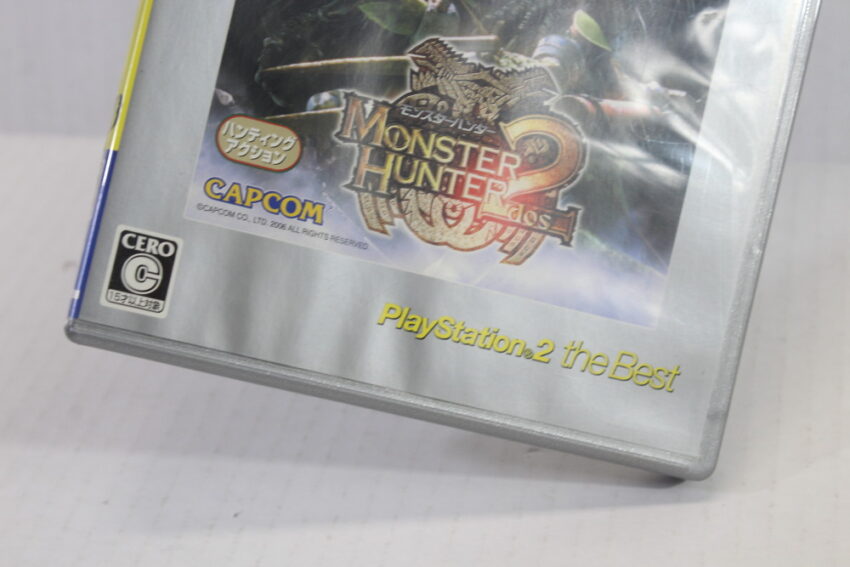 モンスターハンター
MONSTER
HUNTER 2
dos
ハンティング
アクション
CAPCOM
©CAPCOM CO., LTD. 2006 ALL RIGHTS RESERVED.
CERO
C
15才以上対象
PlayStation®2 the Best